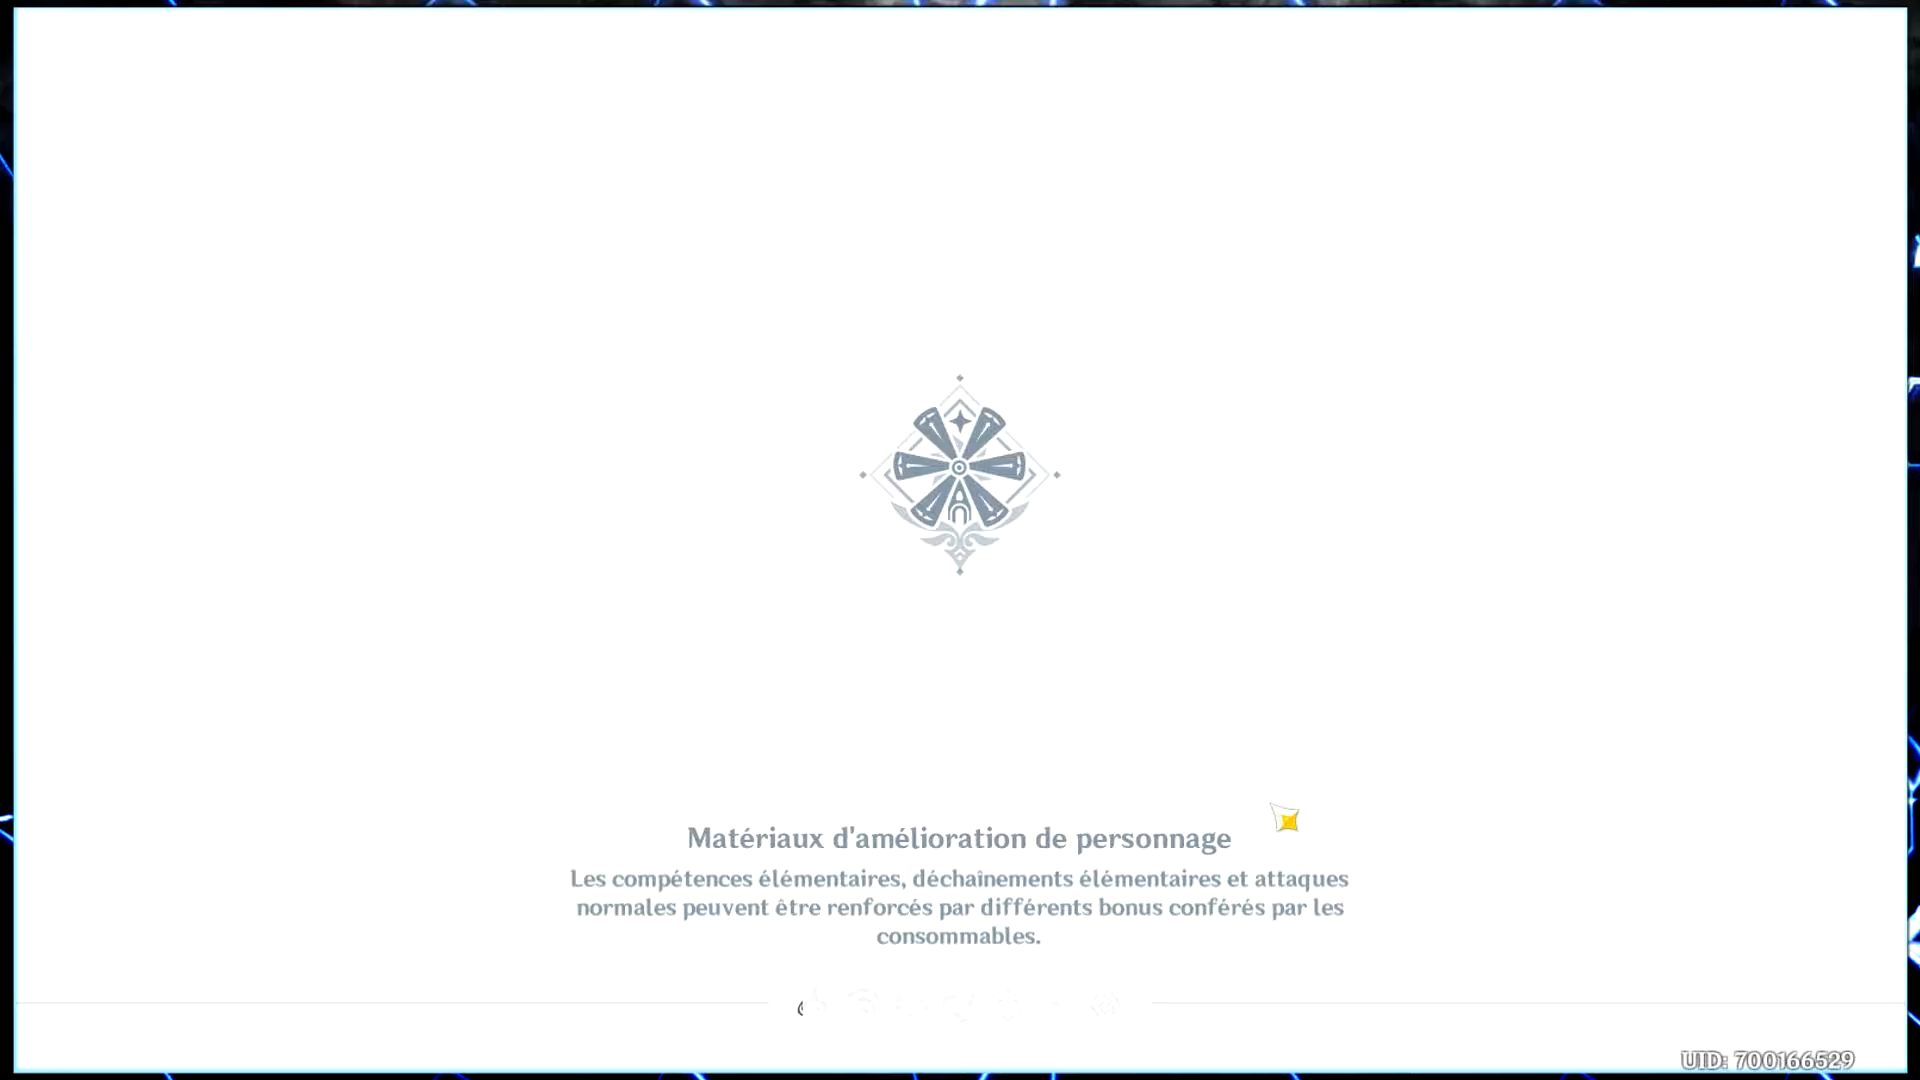 Matériaux d'amélioration de personnage
Les compétences élémentaires, déchaînements élémentaires et attaques
normales peuvent être renforcés par différents bonus conférés par les
consommables.
UID: 700166529